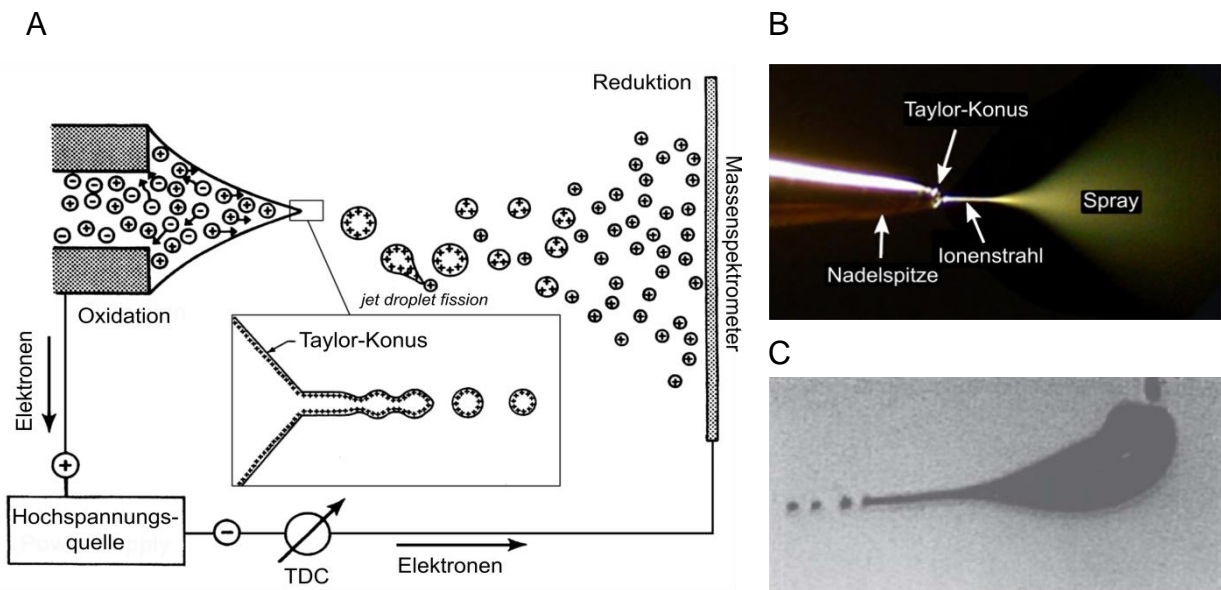 A
Reduktion
Massenspektrometer
Oxidation
jet droplet fission
Taylor-Konus
Elektronen
Hochspannungs-
quelle
TDC
Elektronen
B
Taylor-Konus
Spray
Ionenstrahl
Nadelspitze
C